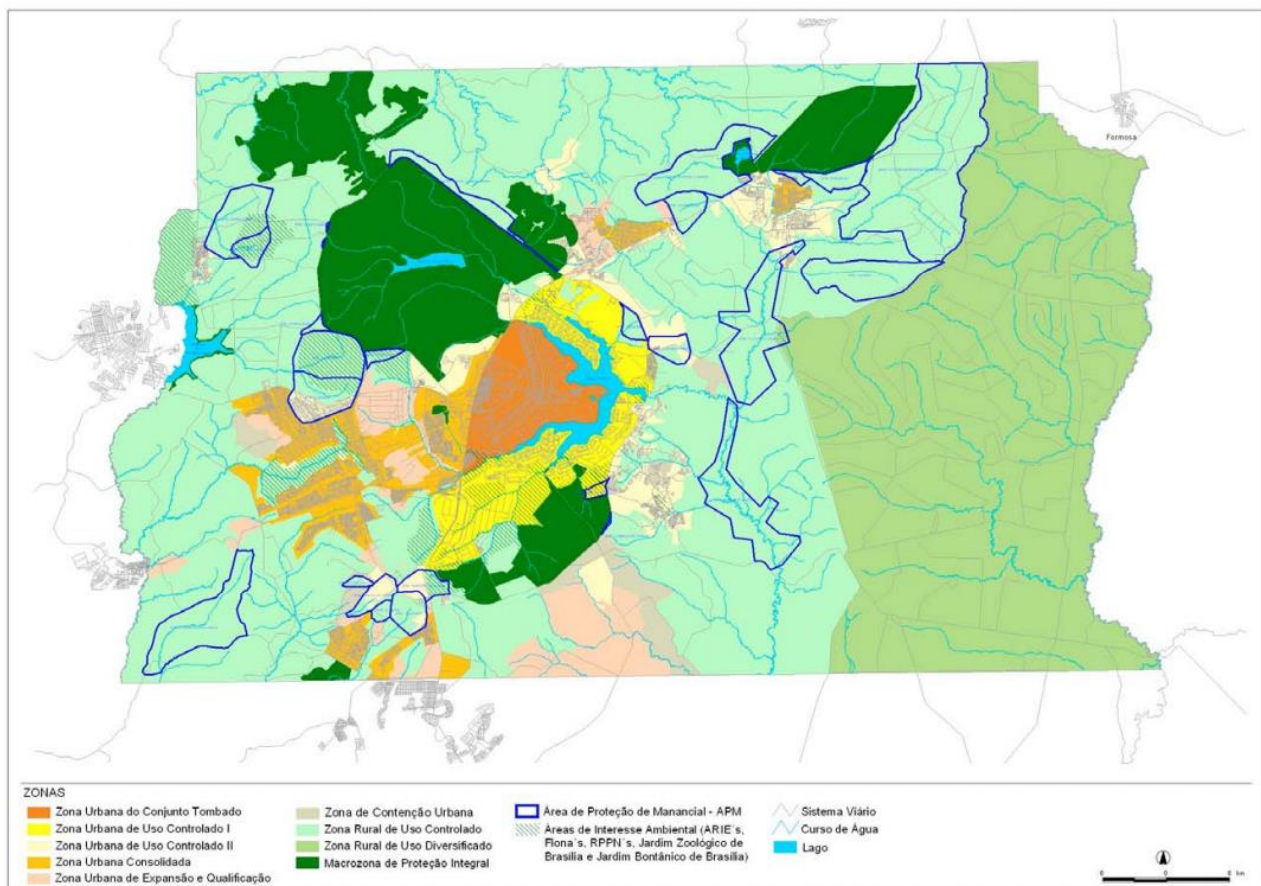 Formosa
ZONAS
Zona Urbana do Conjunto Tombado
Zona Urbana de Uso Controlado I
Zona Urbana de Uso Controlado II
Zona Urbana Consolidada
Zona Urbana de Expansão e Qualificação
Zona de Contenção Urbana
Zona Rural de Uso Controlado
Zona Rural de Uso Diversificado
Macrozona de Proteção Integral
Área de Proteção de Manancial - APM
Áreas de Interesse Ambiental (ARIE´s,
Flona´s, RPPN´s, Jardim Zoológico de
Brasília e Jardim Bontânico de Brasília)
Sistema Viário
Curso de Água
Lago
km